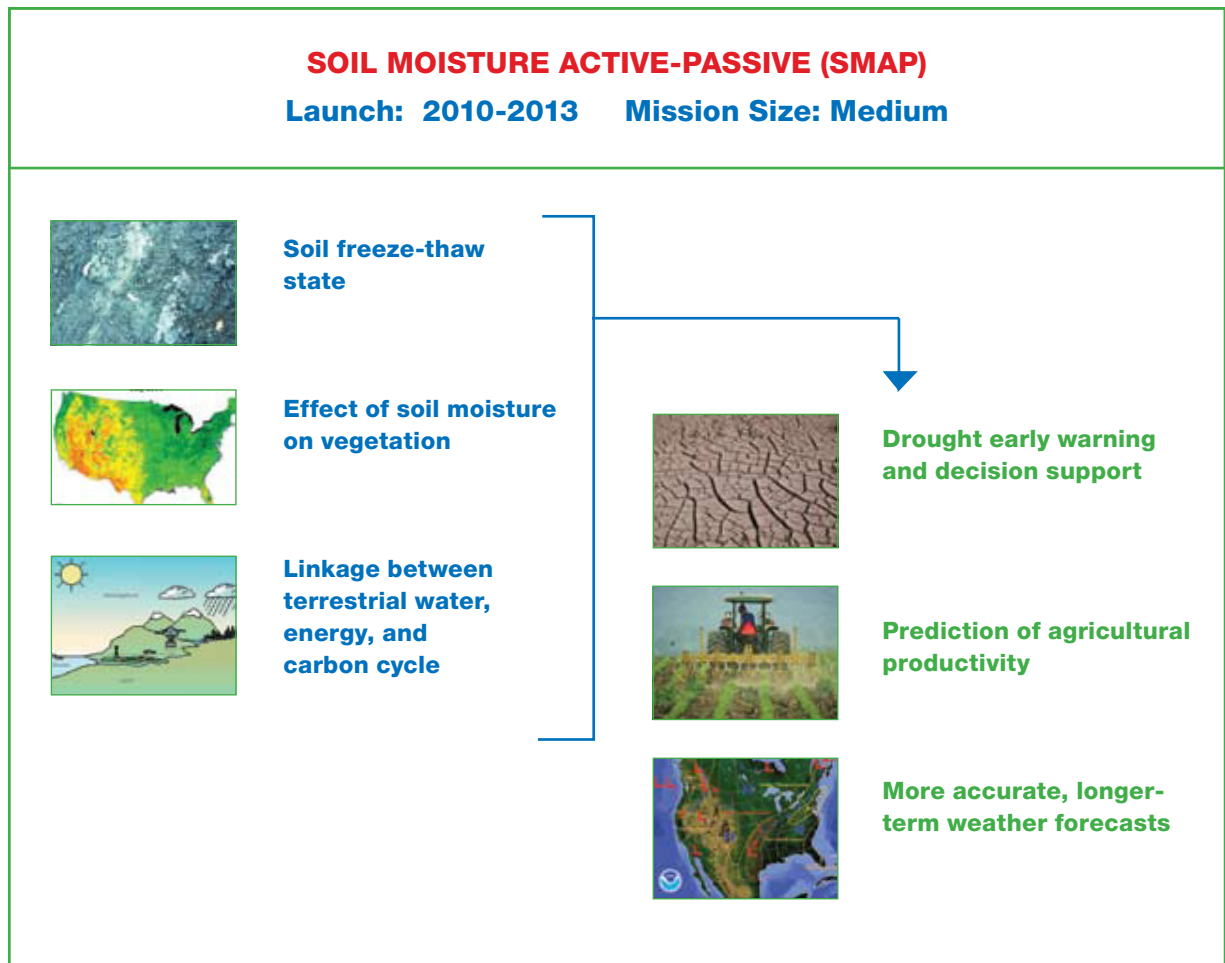 SOIL MOISTURE ACTIVE-PASSIVE (SMAP)
Launch: 2010-2013 Mission Size: Medium
Soil freeze-thaw
state
Effect of soil moisture
on vegetation
Linkage between
terrestrial water,
energy, and
carbon cycle
Drought early warning
and decision support
Prediction of agricultural
productivity
More accurate, longer-
term weather forecasts